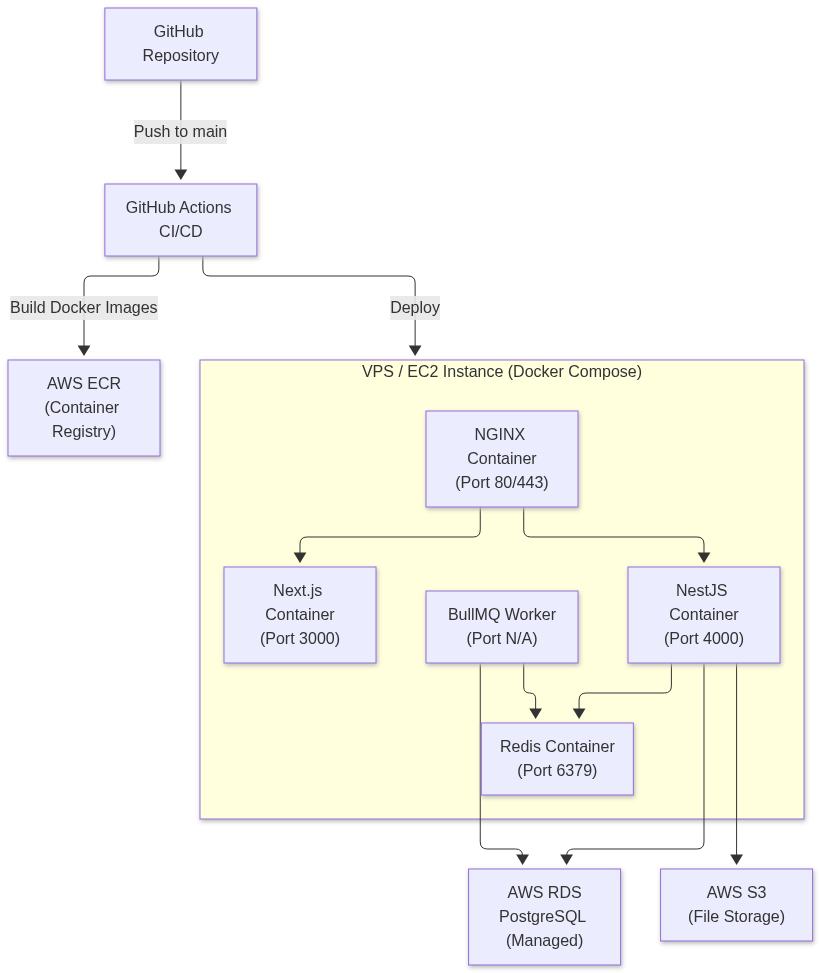 GitHub
Repository
Push to main
GitHub Actions
CI/CD
Build Docker Images
Deploy
AWS ECR
(Container
Registry)
VPS / EC2 Instance (Docker Compose)
NGINX
Container
(Port 80/443)
Next.js
Container
(Port 3000)
BullMQ Worker
(Port N/A)
NestJS
Container
(Port 4000)
Redis Container
(Port 6379)
AWS RDS
PostgreSQL
(Managed)
AWS S3
(File Storage)